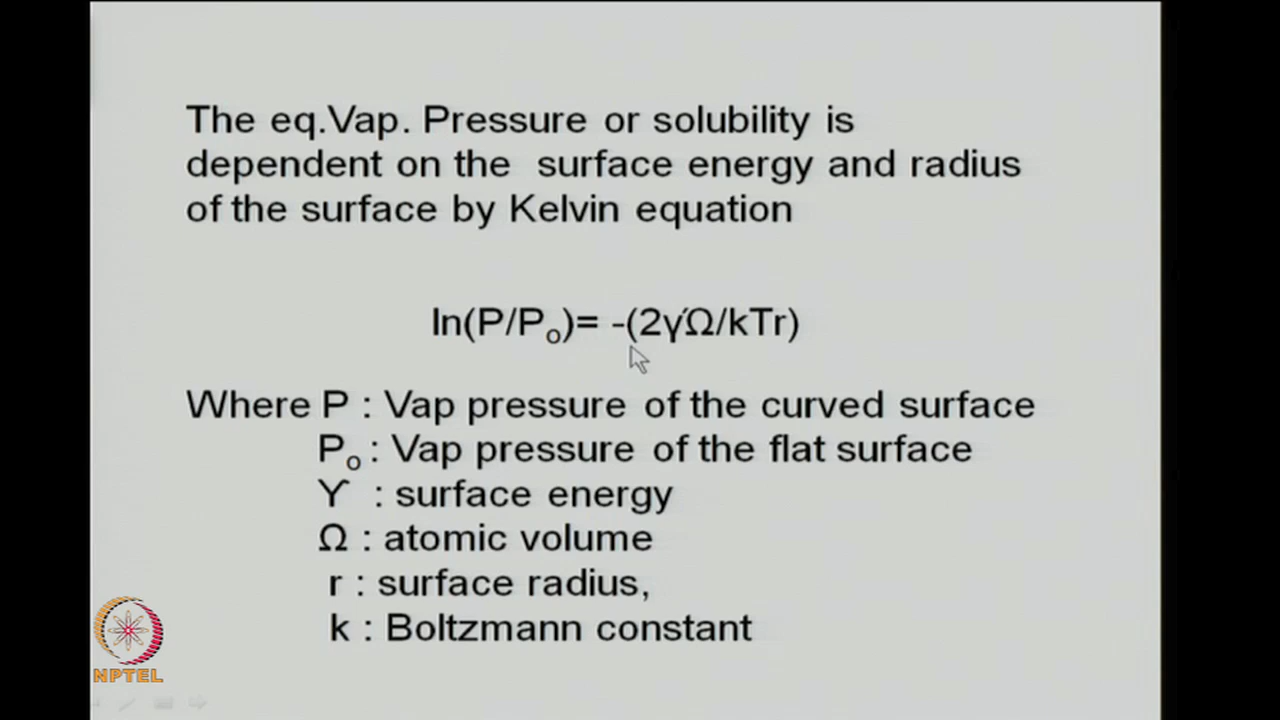 The eq.Vap. Pressure or solubility is
dependent on the surface energy and radius
of the surface by Kelvin equation
ln(P/Pₒ)= -(2γΩ/kTr)
Where P : Vap pressure of the curved surface
Pₒ : Vap pressure of the flat surface
ϒ : surface energy
Ω : atomic volume
r : surface radius,
k : Boltzmann constant
NPTEL